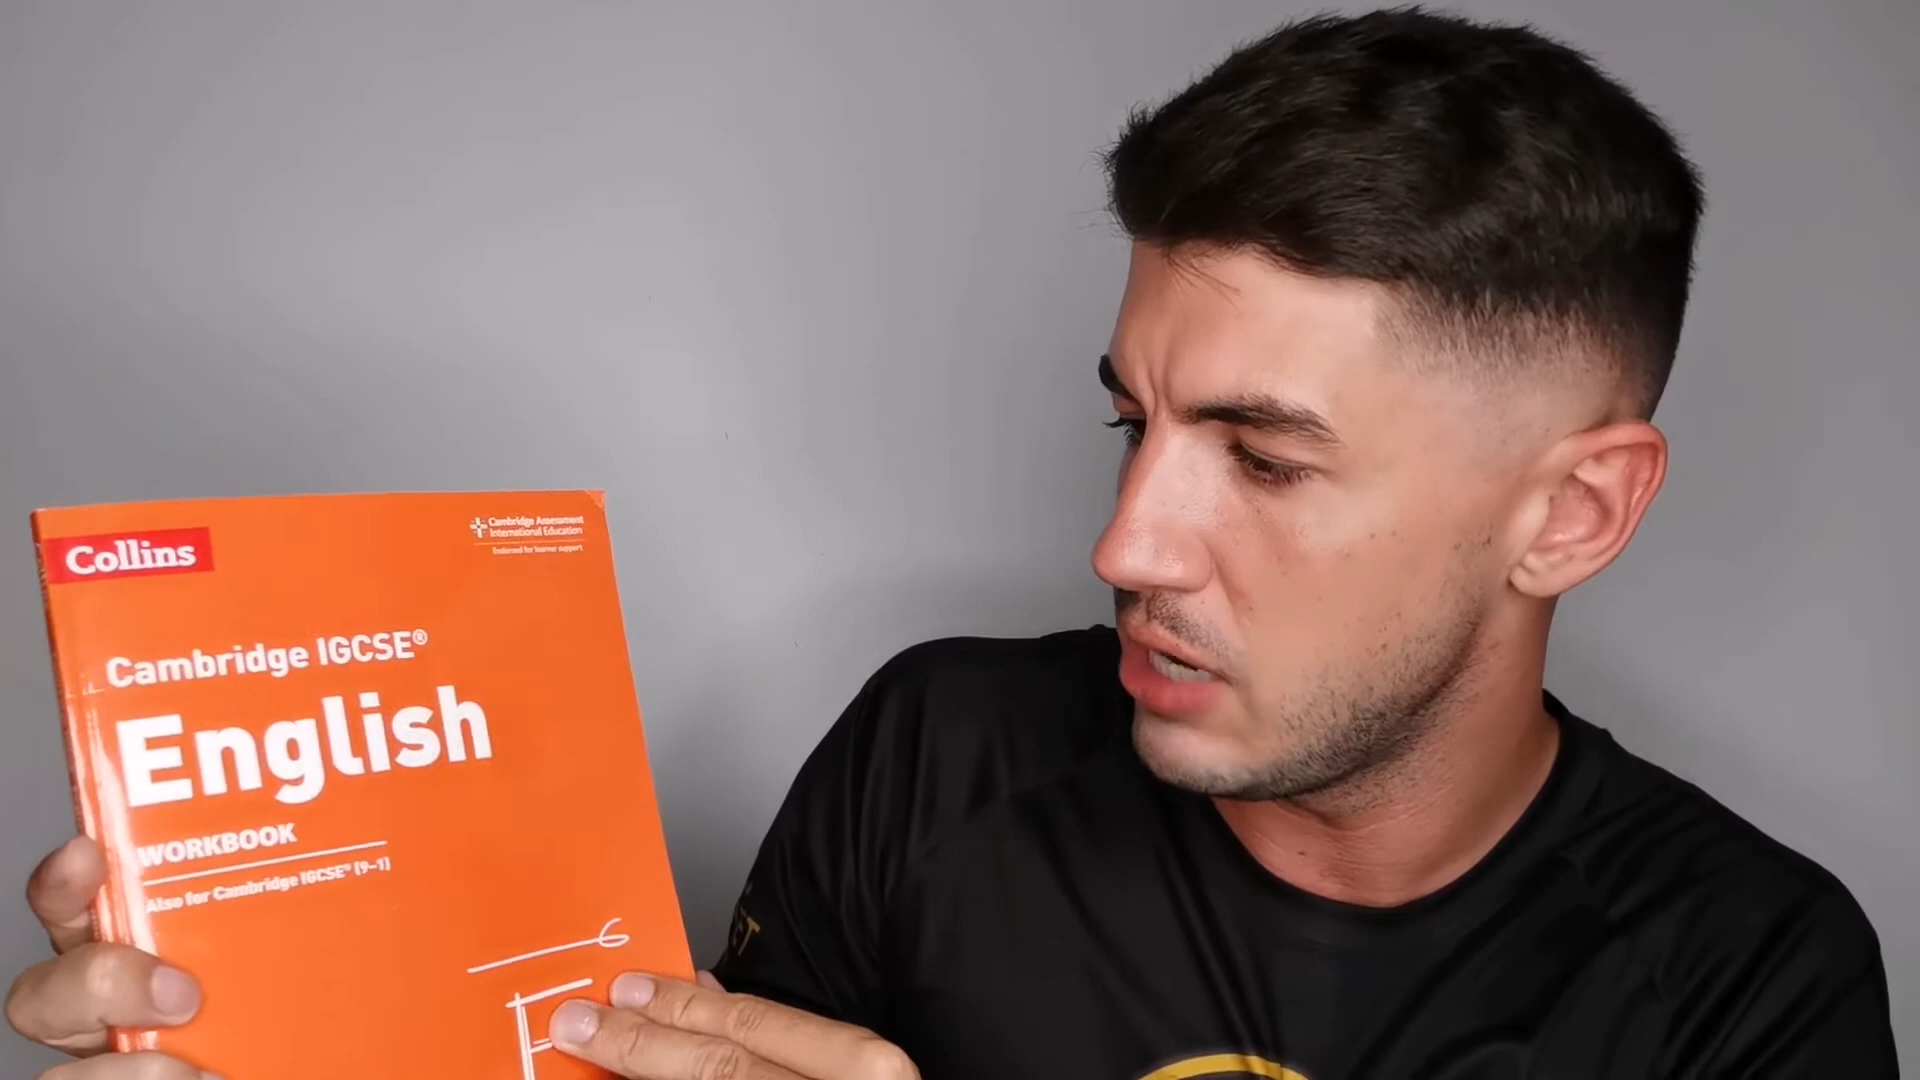 Collins
Cambridge Assessment
International Education
Endorsed for learner support
Cambridge IGCSE®
English
WORKBOOK
Also for Cambridge IGCSE® (9–1)
ET